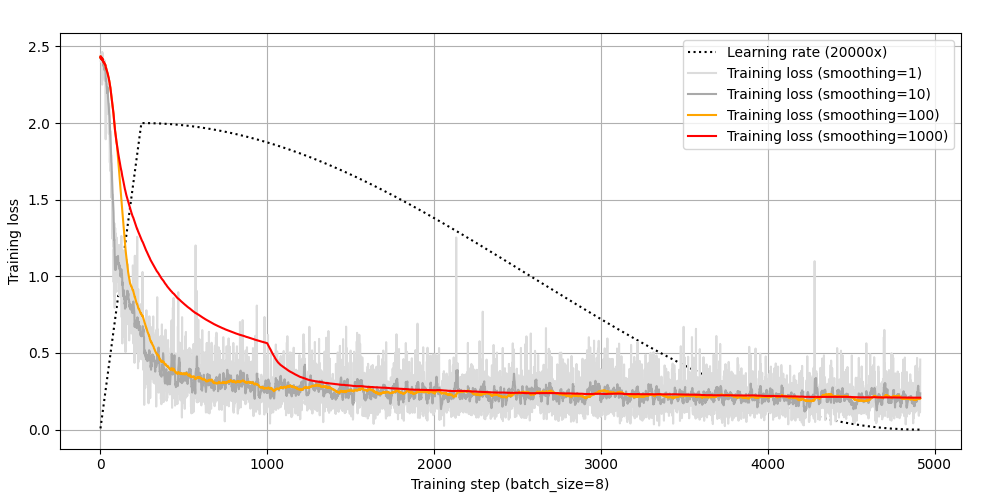 2.5
2.0
1.5
1.0
0.5
0.0
Training loss
Learning rate (20000x)
Training loss (smoothing=1)
Training loss (smoothing=10)
Training loss (smoothing=100)
Training loss (smoothing=1000)
0
1000
2000
3000
4000
5000
Training step (batch_size=8)